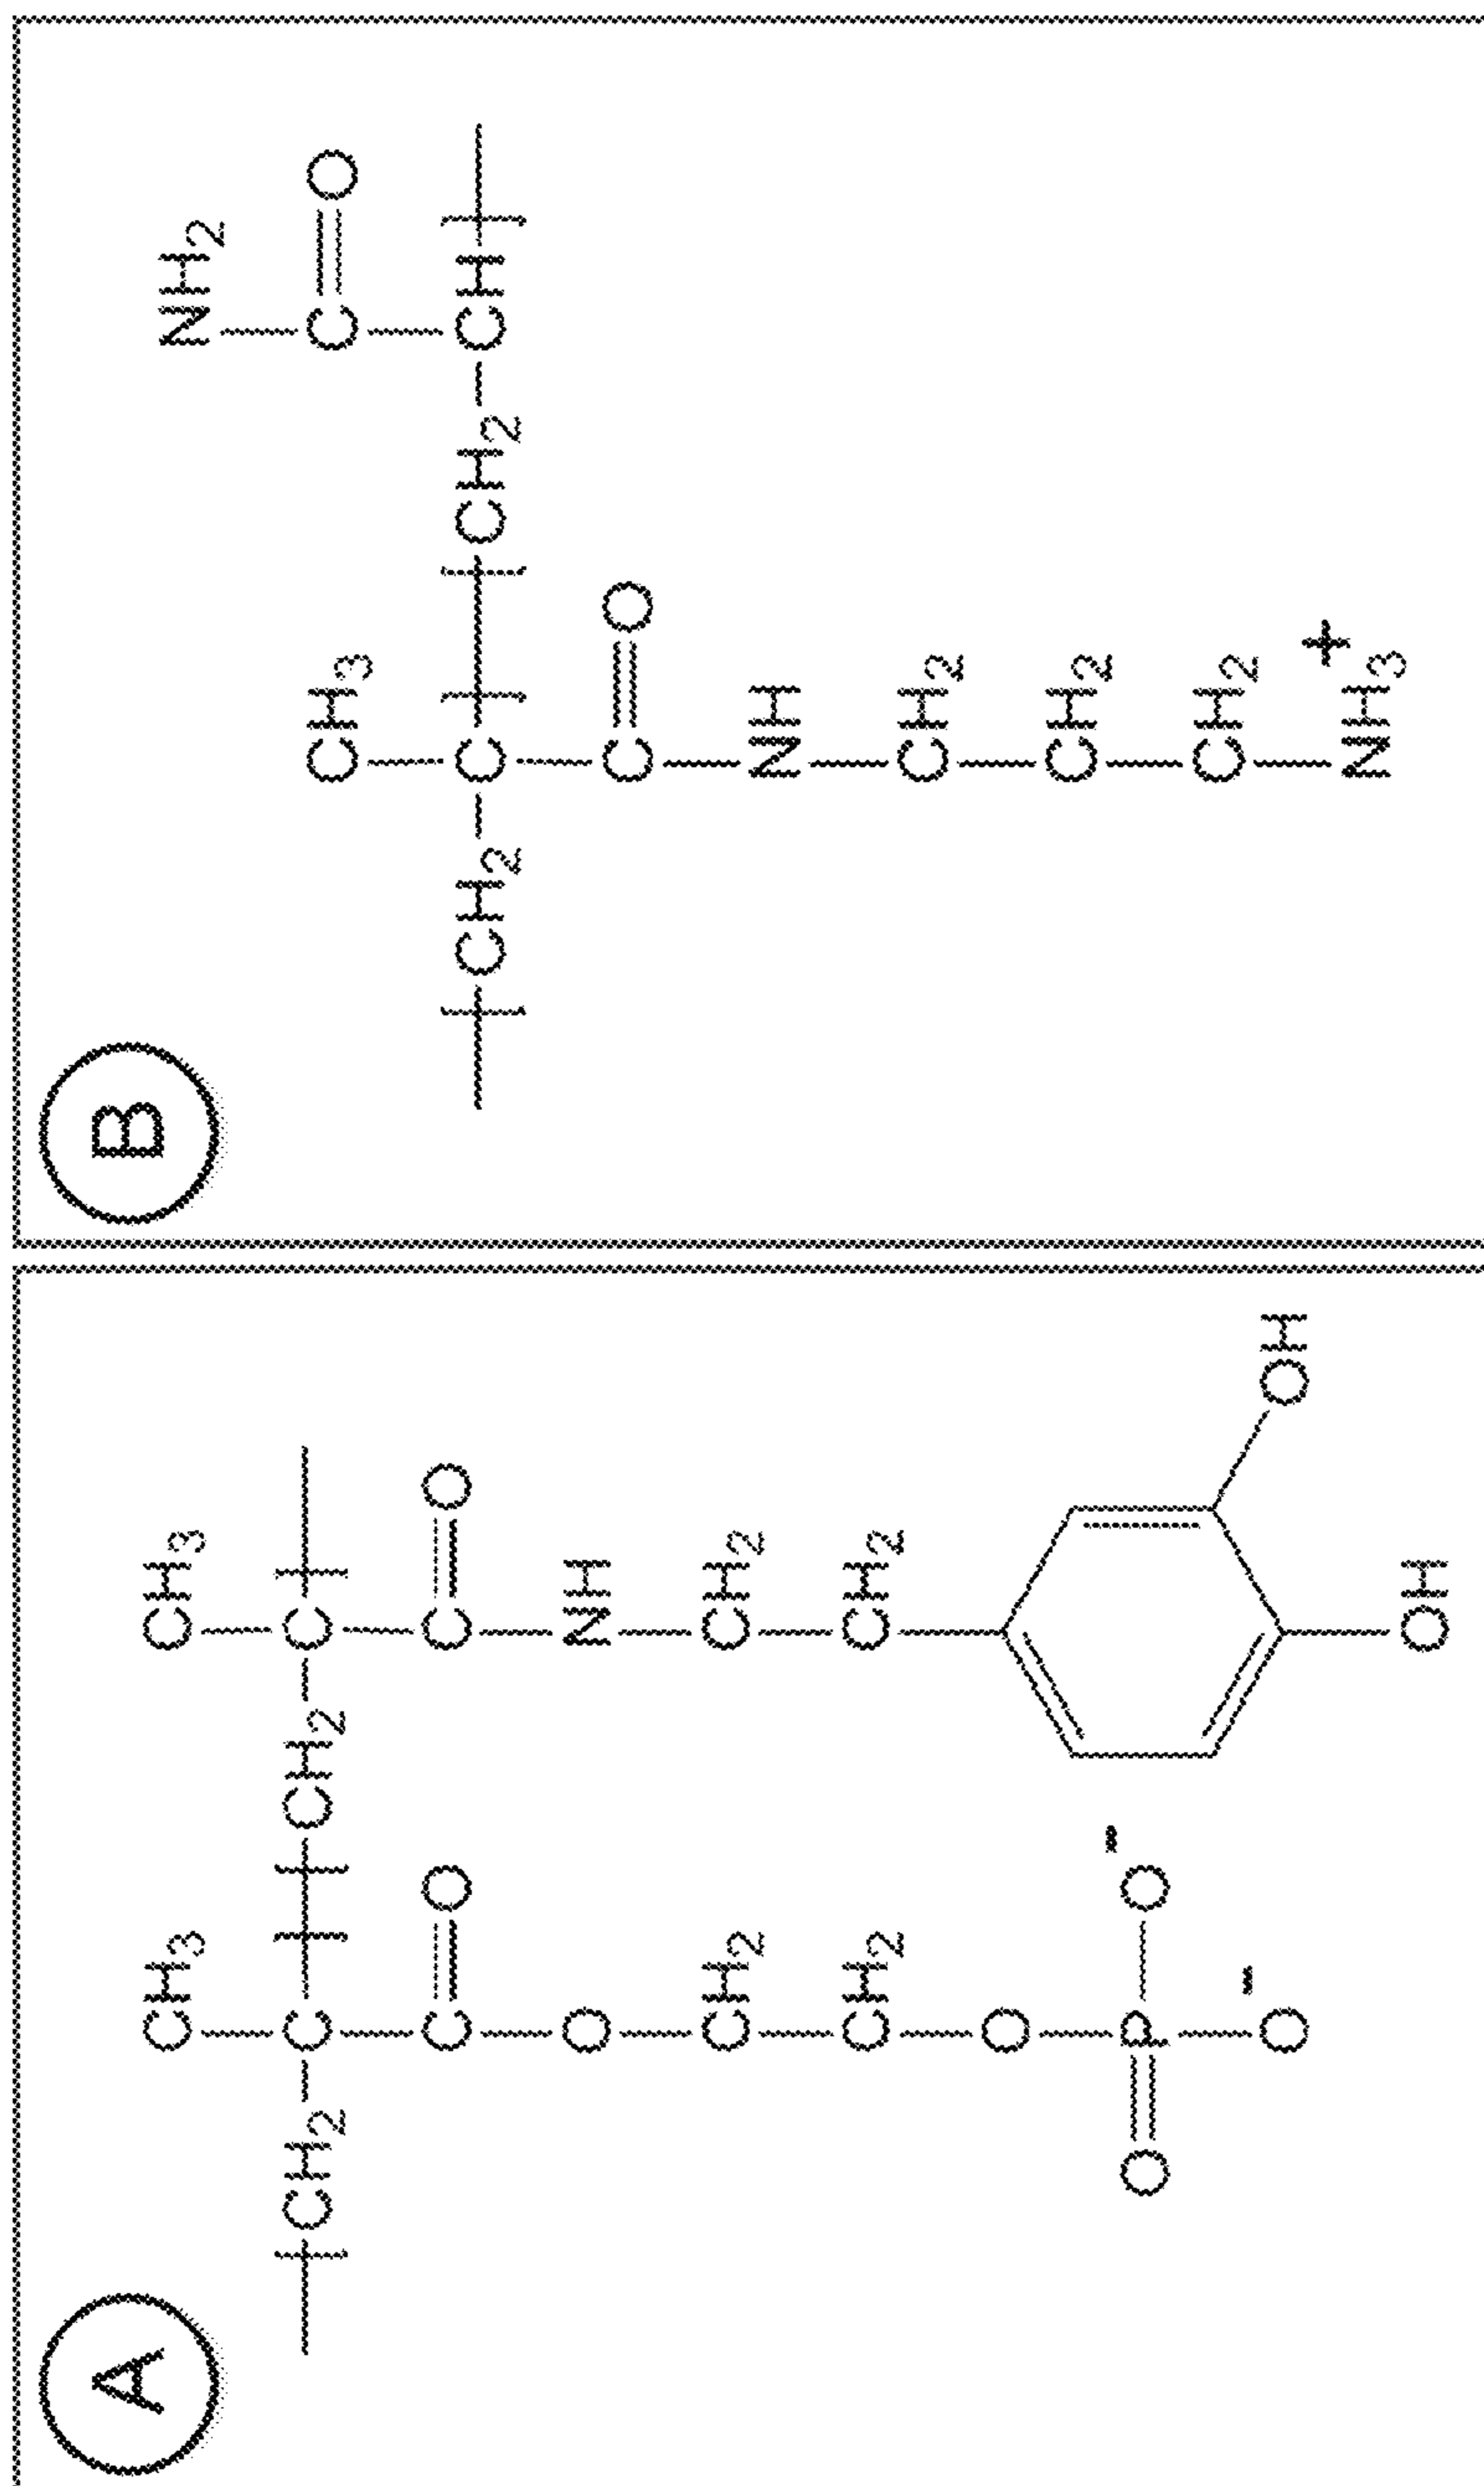 A
CH3 CH3
CH2 – C CH2 – C
C = O C = O
O NH
CH2 CH2
CH2 CH2
O
O = P – O-
O- OH
OH
B
NH2
CH3 C = O
CH2 – C CH2 – CH
C = O
NH
CH2
CH2
CH2
NH3+